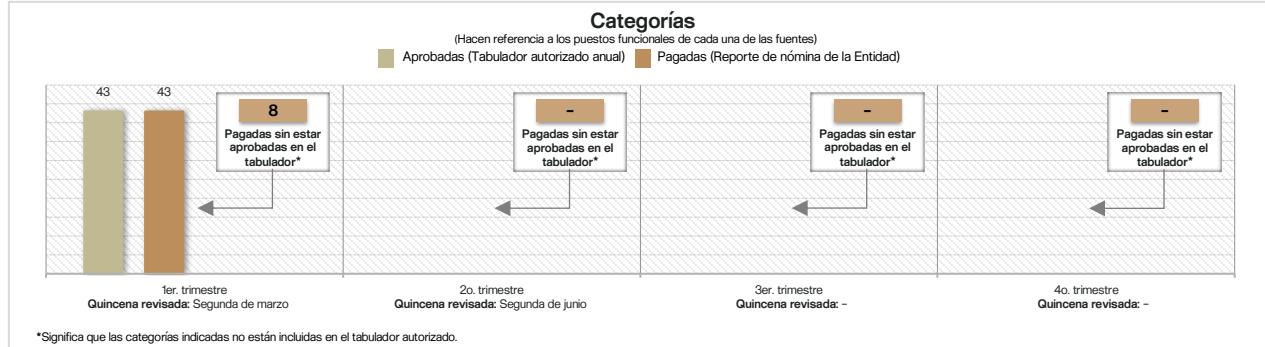 Categorías
(Hacen referencia a los puestos funcionales de cada una de las fuentes)
Aprobadas (Tabulador autorizado anual) Pagadas (Reporte de nómina de la Entidad)
43 43
8
Pagadas sin estar
aprobadas en el
tabulador*
–
Pagadas sin estar
aprobadas en el
tabulador*
–
Pagadas sin estar
aprobadas en el
tabulador*
–
Pagadas sin estar
aprobadas en el
tabulador*
1er. trimestre
Quincena revisada: Segunda de marzo
2o. trimestre
Quincena revisada: Segunda de junio
3er. trimestre
Quincena revisada: –
4o. trimestre
Quincena revisada: –
*Significa que las categorías indicadas no están incluidas en el tabulador autorizado.